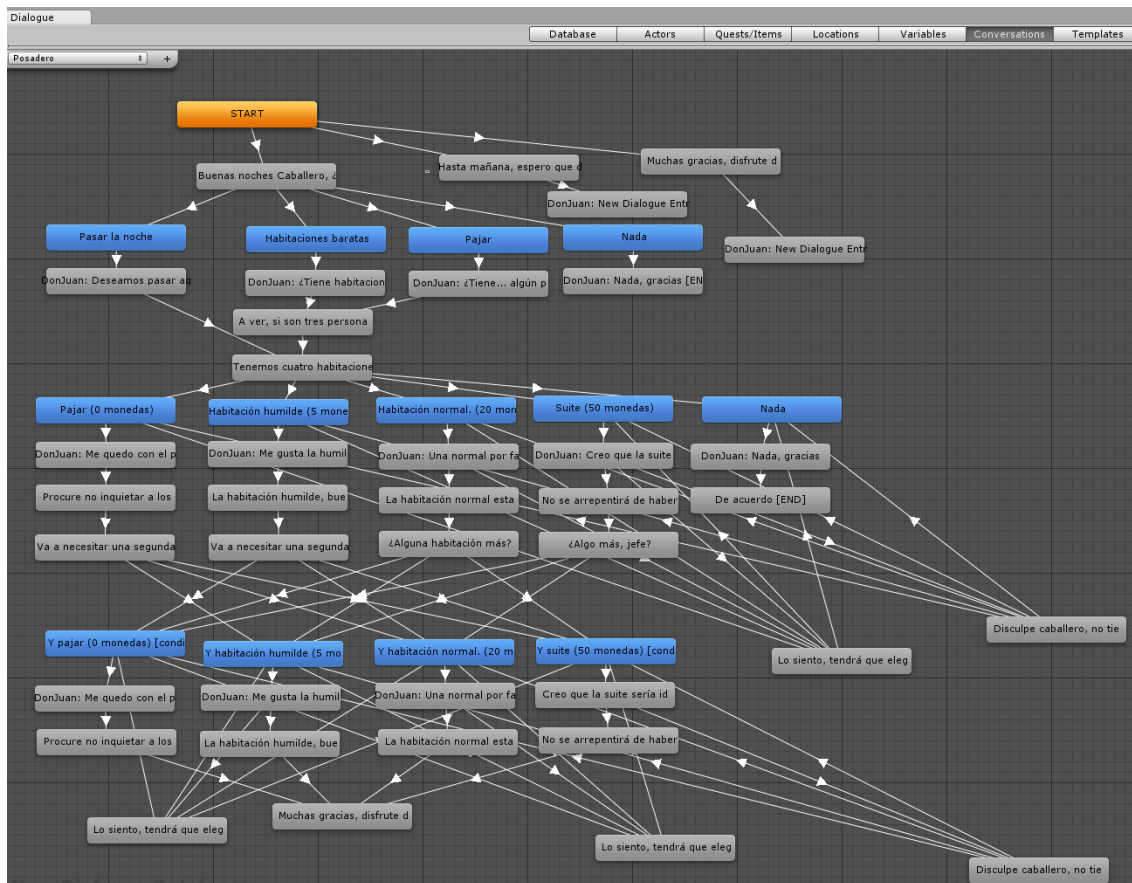 Dialogue
Database Actors Quests/Items Locations Variables Conversations Templates
Posadero +
START
Hasta mañana, espero que d
Muchas gracias, disfrute d
Buenas noches Caballero, ¿
DonJuan: New Dialogue Entr
Pasar la noche
Habitaciones baratas
Pajar
Nada
DonJuan: New Dialogue Entr
DonJuan: Deseamos pasar aq
DonJuan: ¿Tiene habitacion
DonJuan: ¿Tiene... algún p
DonJuan: Nada, gracias [EN
A ver, si son tres persona
Tenemos cuatro habitacione
Pajar (0 monedas)
Habitación humilde (5 mone
Habitación normal. (20 mon
Suite (50 monedas)
Nada
DonJuan: Me quedo con el p
DonJuan: Me gusta la humil
DonJuan: Una normal por fa
DonJuan: Creo que la suite
DonJuan: Nada, gracias
Procure no inquietar a los
La habitación humilde, bue
La habitación normal esta
No se arrepentirá de haber
De acuerdo [END]
Va a necesitar una segunda
Va a necesitar una segunda
¿Alguna habitación más?
¿Algo más, jefe?
Disculpe caballero, no tie
Y pajar (0 monedas) [condi
Y habitación humilde (5 mo
Y habitación normal. (20 m
Y suite (50 monedas) [cond
Lo siento, tendrá que eleg
DonJuan: Me quedo con el p
DonJuan: Me gusta la humil
DonJuan: Una normal por fa
Creo que la suite sería id
Procure no inquietar a los
La habitación humilde, bue
La habitación normal esta
No se arrepentirá de haber
Muchas gracias, disfrute d
Lo siento, tendrá que eleg
Lo siento, tendrá que eleg
Disculpe caballero, no tie